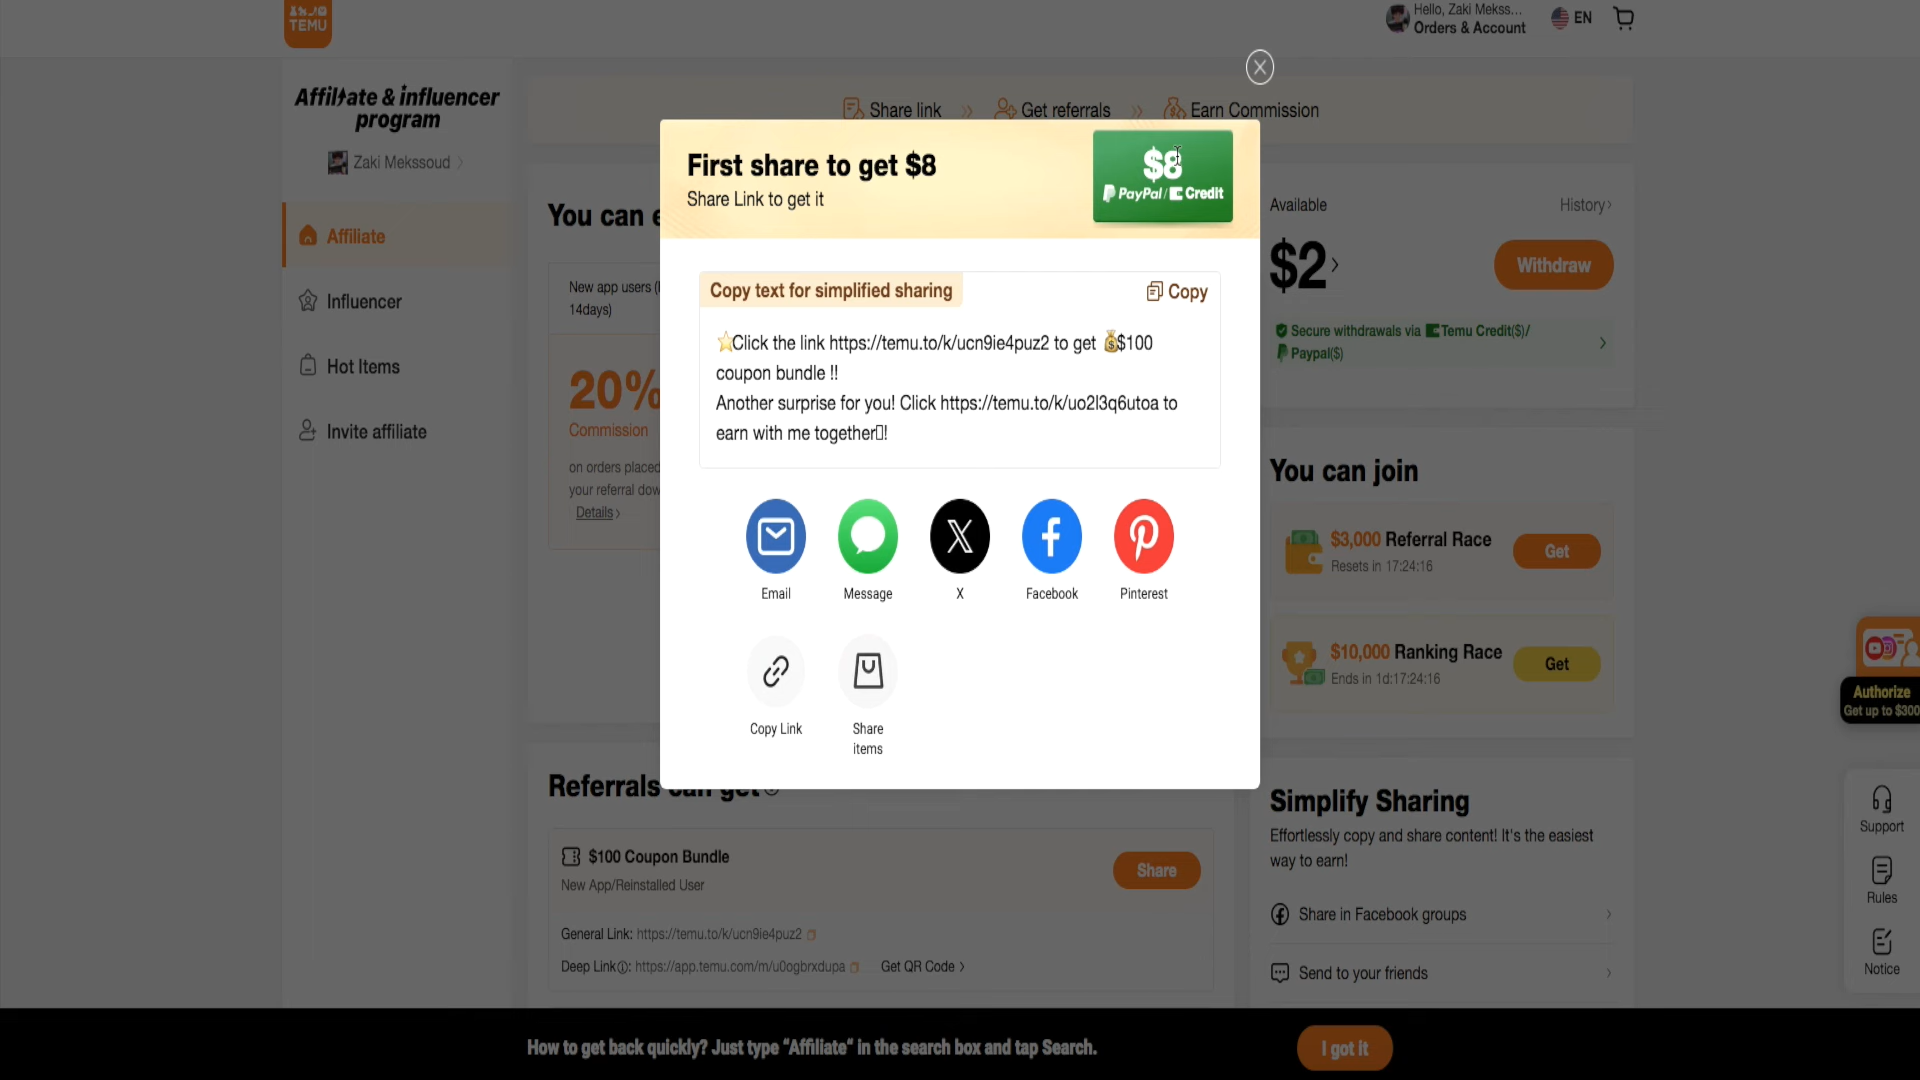 TEMU
Hello, Zaki Mekss...
Orders & Account
EN
Affiliate & influencer
program
Zaki Mekssoud
Affiliate
Influencer
Hot Items
Invite affiliate
Share link
Get referrals
Earn Commission
You can
New app users
14days)
20%
Commission
on orders placed
your referral dow
Details
First share to get $8
Share Link to get it
$8
PayPal / Credit
Copy text for simplified sharing
Copy
⭐Click the link https://temu.to/k/ucn9ie4puz2 to get 💰$100
coupon bundle !!
Another surprise for you! Click https://temu.to/k/uo2l3q6utoa to
earn with me together▯!
Email
Message
X
Facebook
Pinterest
Copy Link
Share
items
Available
History
$2
Withdraw
Secure withdrawals via Temu Credit($)/
Paypal($)
You can join
$3,000 Referral Race
Resets in 17:24:16
Get
$10,000 Ranking Race
Ends in 1d:17:24:16
Get
Authorize
Get up to $300
Referrals can get
$100 Coupon Bundle
New App/Reinstalled User
Share
General Link: https://temu.to/k/ucn9ie4puz2
Deep Link: https://app.temu.com/m/u0ogbrxdupa
Get QR Code
Simplify Sharing
Effortlessly copy and share content! It's the easiest
way to earn!
Share in Facebook groups
Send to your friends
Support
Rules
Notice
How to get back quickly? Just type “Affiliate“ in the search box and tap Search.
I got it